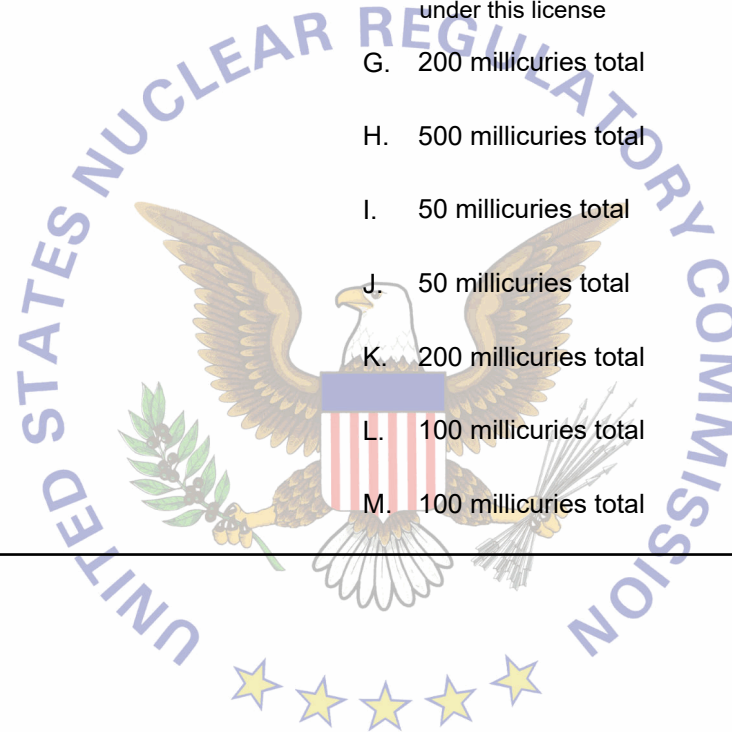 under this license
G. 200 millicuries total
H. 500 millicuries total
I. 50 millicuries total
J. 50 millicuries total
K. 200 millicuries total
L. 100 millicuries total
M. 100 millicuries total
UNITED STATES NUCLEAR REGULATORY COMMISSION